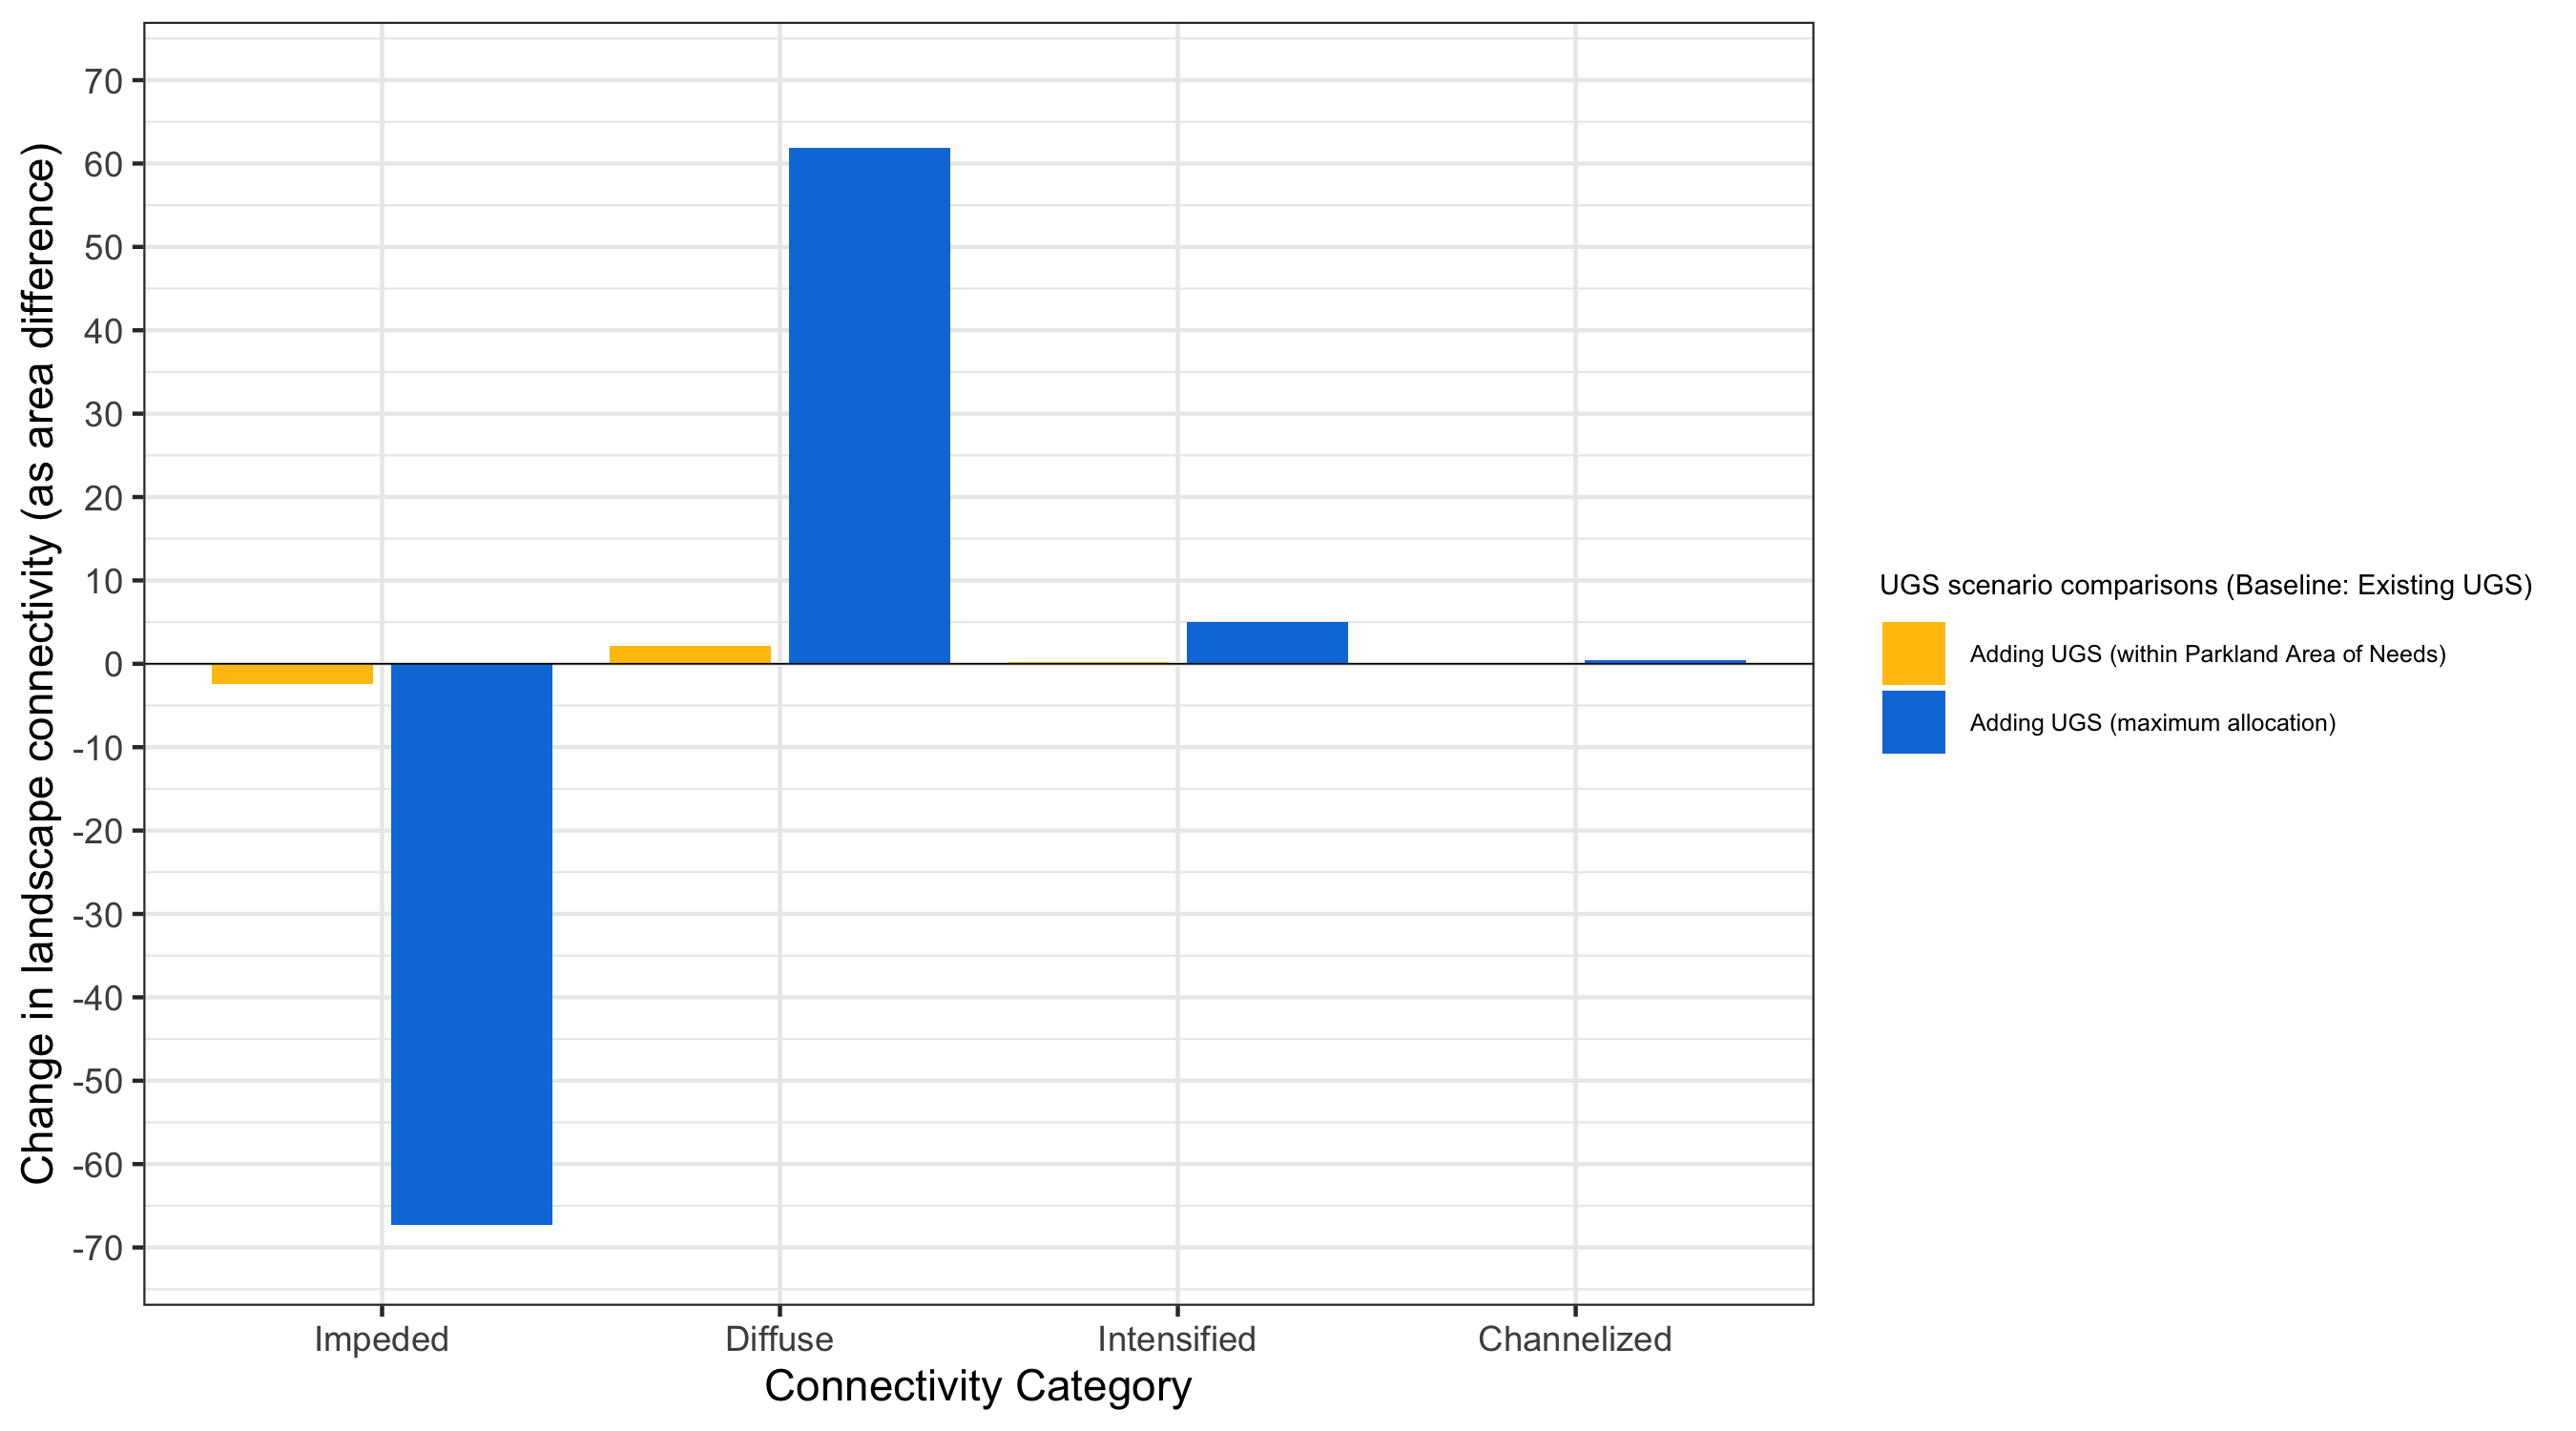 Change in landscape connectivity (as area difference)
70
60
50
40
30
20
10
0
-10
-20
-30
-40
-50
-60
-70
Impeded
Diffuse
Intensified
Channelized
Connectivity Category
UGS scenario comparisons (Baseline: Existing UGS)
Adding UGS (within Parkland Area of Needs)
Adding UGS (maximum allocation)